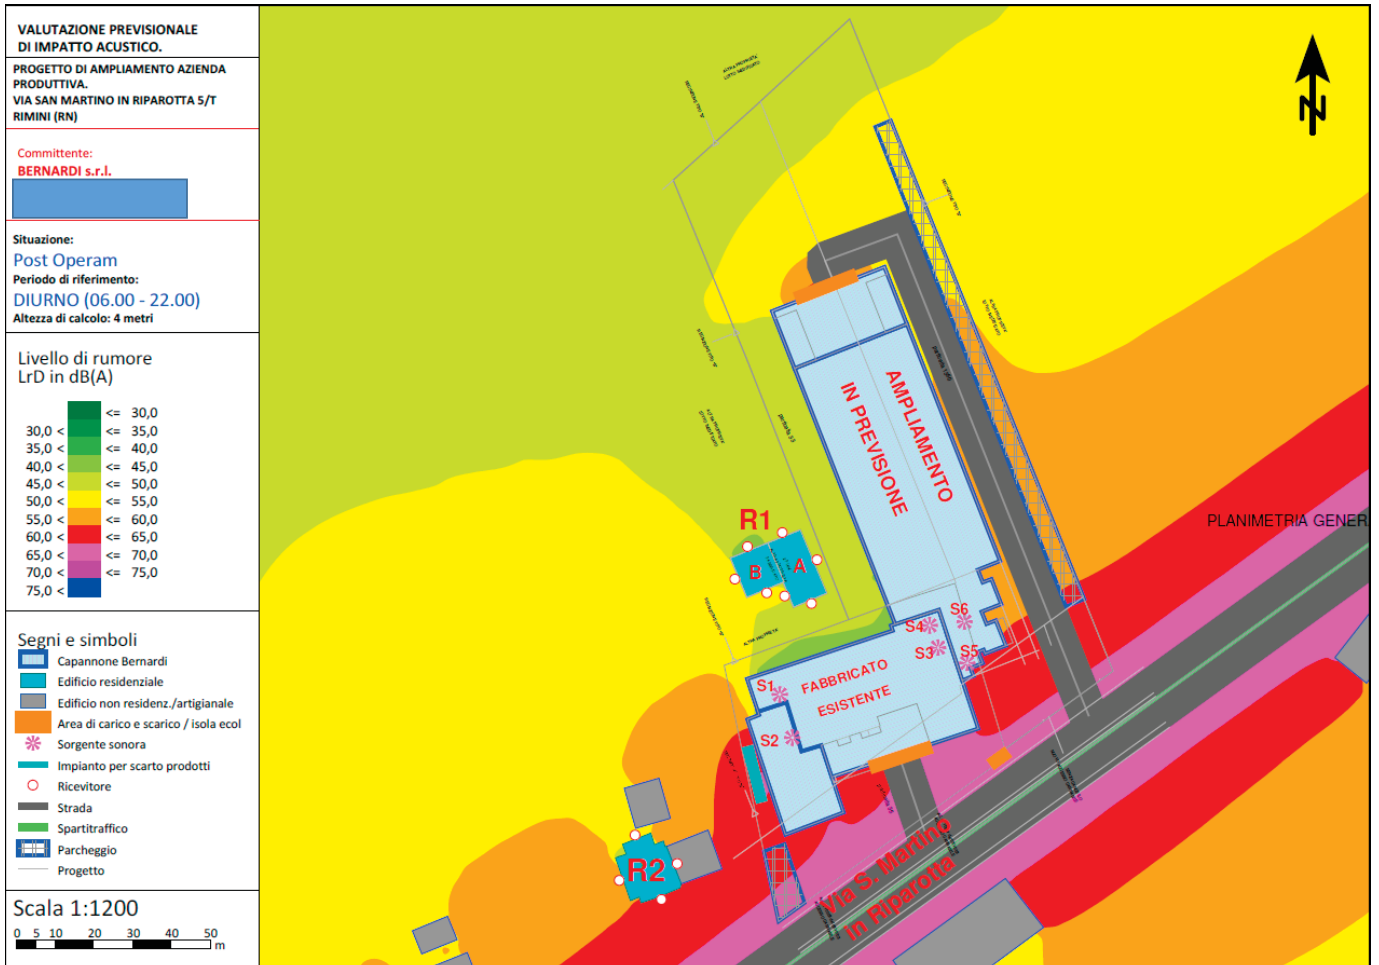 VALUTAZIONE PREVISIONALE
DI IMPATTO ACUSTICO.
PROGETTO DI AMPLIAMENTO AZIENDA
PRODUTTIVA.
VIA SAN MARTINO IN RIPAROTTA 5/T
RIMINI (RN)
Committente:
BERNARDI s.r.l.
Situazione:
Post Operam
Periodo di riferimento:
DIURNO (06.00 - 22.00)
Altezza di calcolo: 4 metri
Livello di rumore
LrD in dB(A)
<= 30,0
30,0 < <= 35,0
35,0 < <= 40,0
40,0 < <= 45,0
45,0 < <= 50,0
50,0 < <= 55,0
55,0 < <= 60,0
60,0 < <= 65,0
65,0 < <= 70,0
70,0 < <= 75,0
75,0 <
Segni e simboli
Capannone Bernardi
Edificio residenziale
Edificio non residenz./artigianale
Area di carico e scarico / isola ecol
Sorgente sonora
Impianto per scarto prodotti
Ricevitore
Strada
Spartitraffico
Parcheggio
Progetto
Scala 1:1200
0 5 10 20 30 40 50
m
N
AMPLIAMENTO
IN PREVISIONE
R1
B
A
PLANIMETRIA GENER
S6
S4
S3
S5
S1
S2
FABBRICATO
ESISTENTE
R2
Via S. Martino
in Riparotta